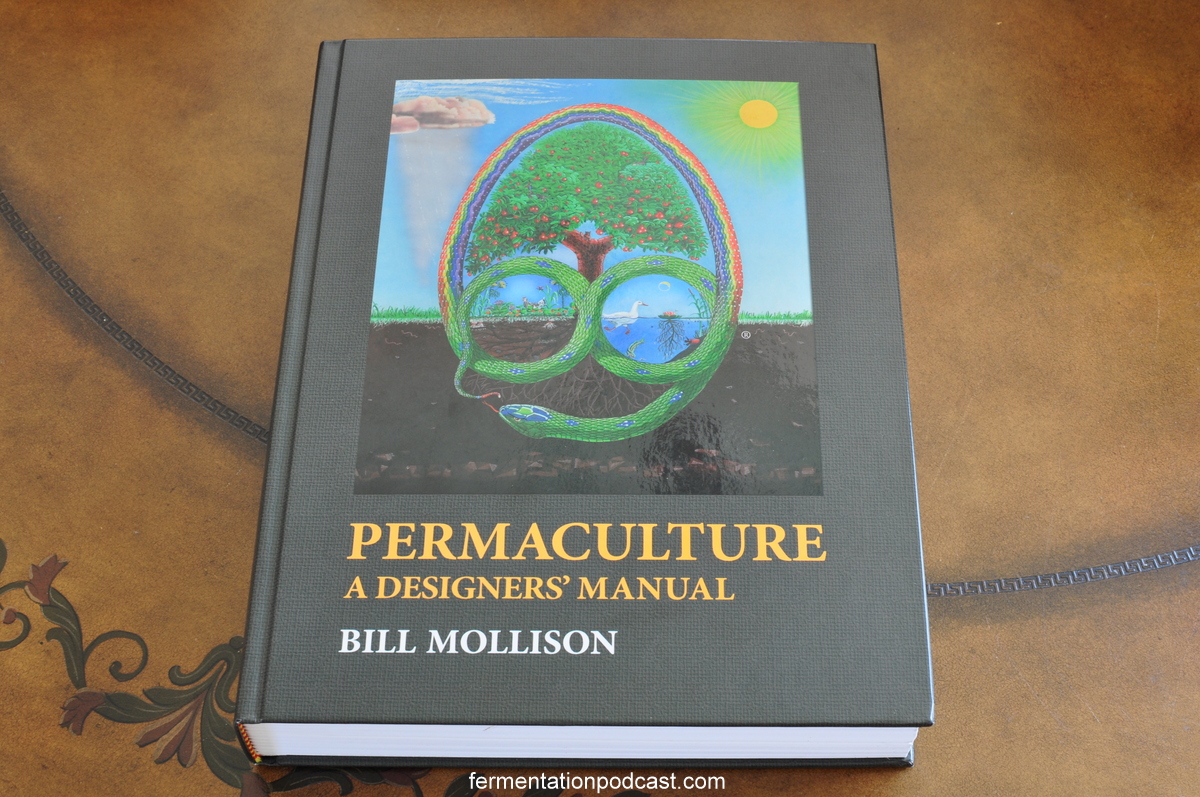 ®
PERMACULTURE
A DESIGNERS’ MANUAL
BILL MOLLISON
fermentationpodcast.com